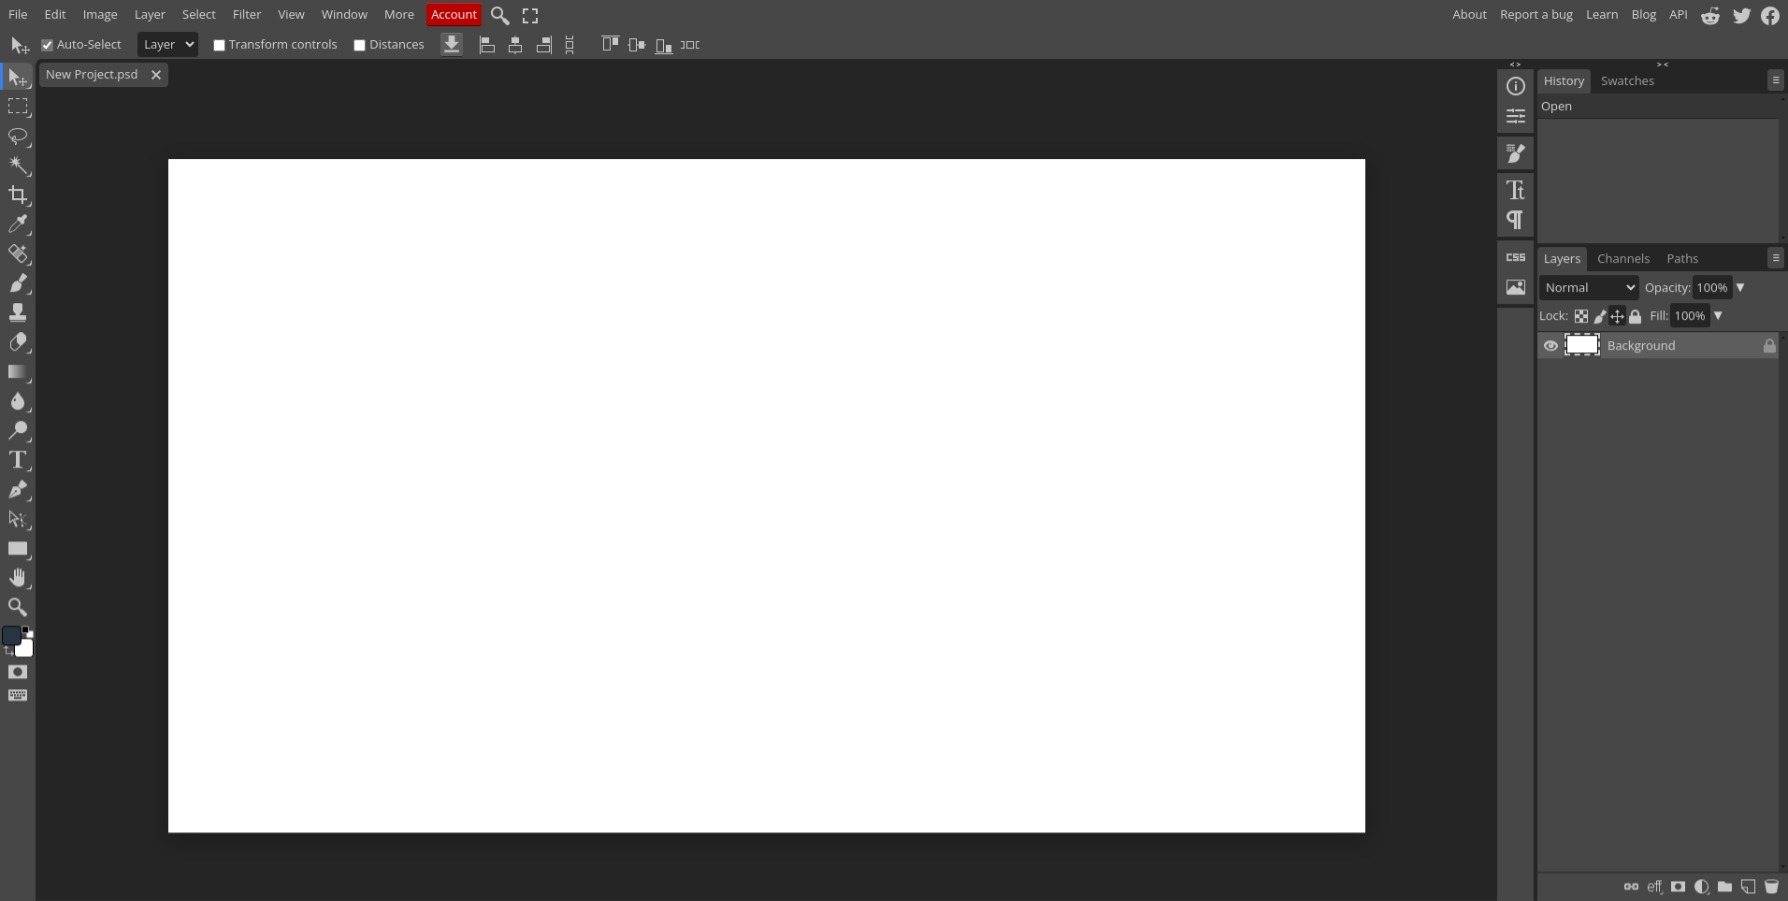 File Edit Image Layer Select Filter View Window More Account About Report a bug Learn Blog API
Auto-Select Layer Transform controls Distances
New Project.psd
History Swatches
Open
Layers Channels Paths
Normal Opacity: 100%
Lock: Fill: 100%
Background
CSS
eff